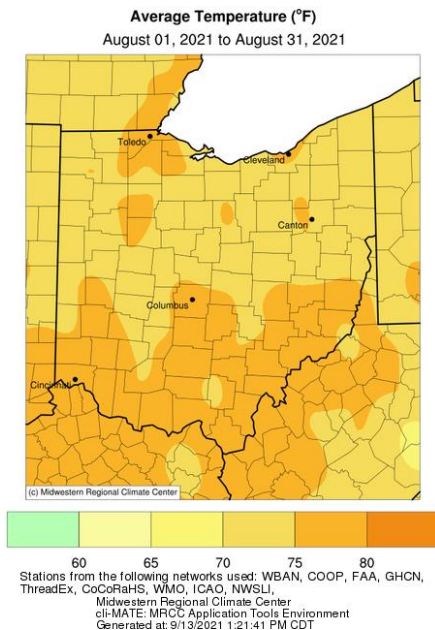 Average Temperature (°F)
August 01, 2021 to August 31, 2021
Toledo
Cleveland
Canton
Columbus
Cincinnati
(c) Midwestern Regional Climate Center
60 65 70 75 80
Stations from the following networks used: WBAN, COOP, FAA, GHCN,
ThreadEx, CoCoRaHS, WMO, ICAO, NWSLI,
Midwestern Regional Climate Center
cli-MATE: MRCC Application Tools Environment
Generated at: 9/13/2021 1:21:41 PM CDT